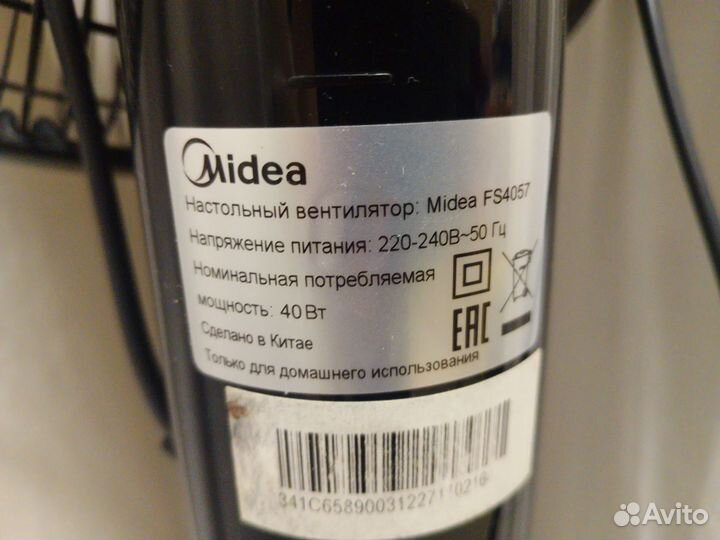 Midea
Настольный вентилятор: Midea FS4057
Напряжение питания: 220-240В~50 Гц
Номинальная потребляемая
мощность: 40 Вт
Сделано в Китае
Только для домашнего использования
EAC
Avito